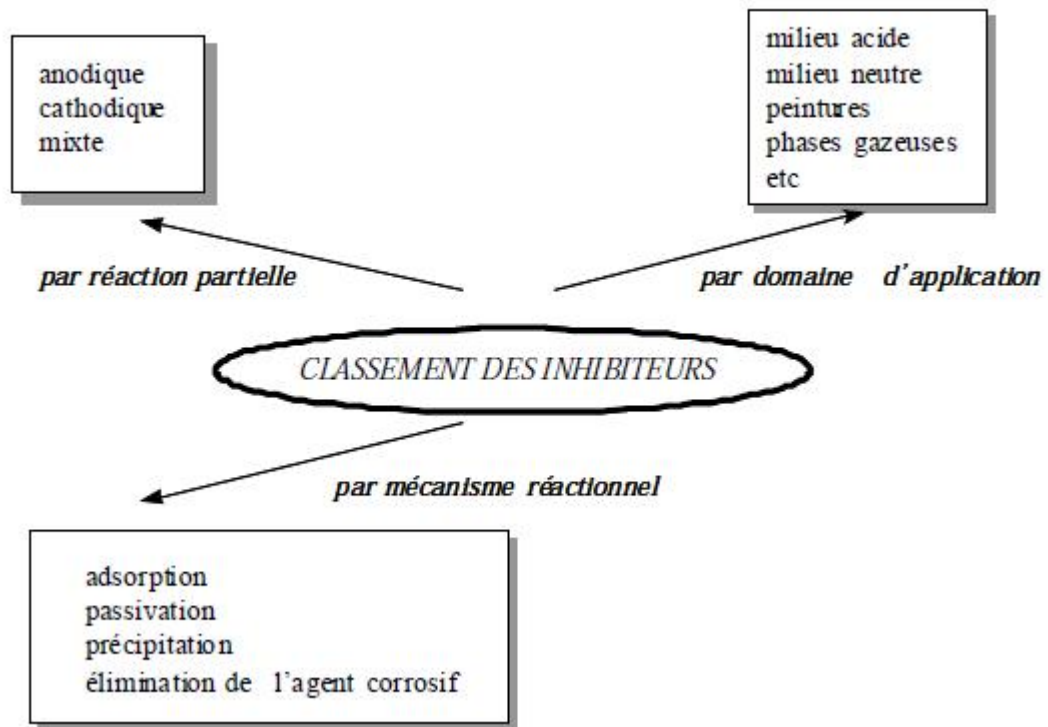 anodique
cathodique
mixte
milieu acide
milieu neutre
peintures
phases gazeuses
etc
par réaction partielle
par domaine d'application
CLASSEMENT DES INHIBITEURS
par mécanisme réactionnel
adsorption
passivation
précipitation
élimination de l'agent corrosif